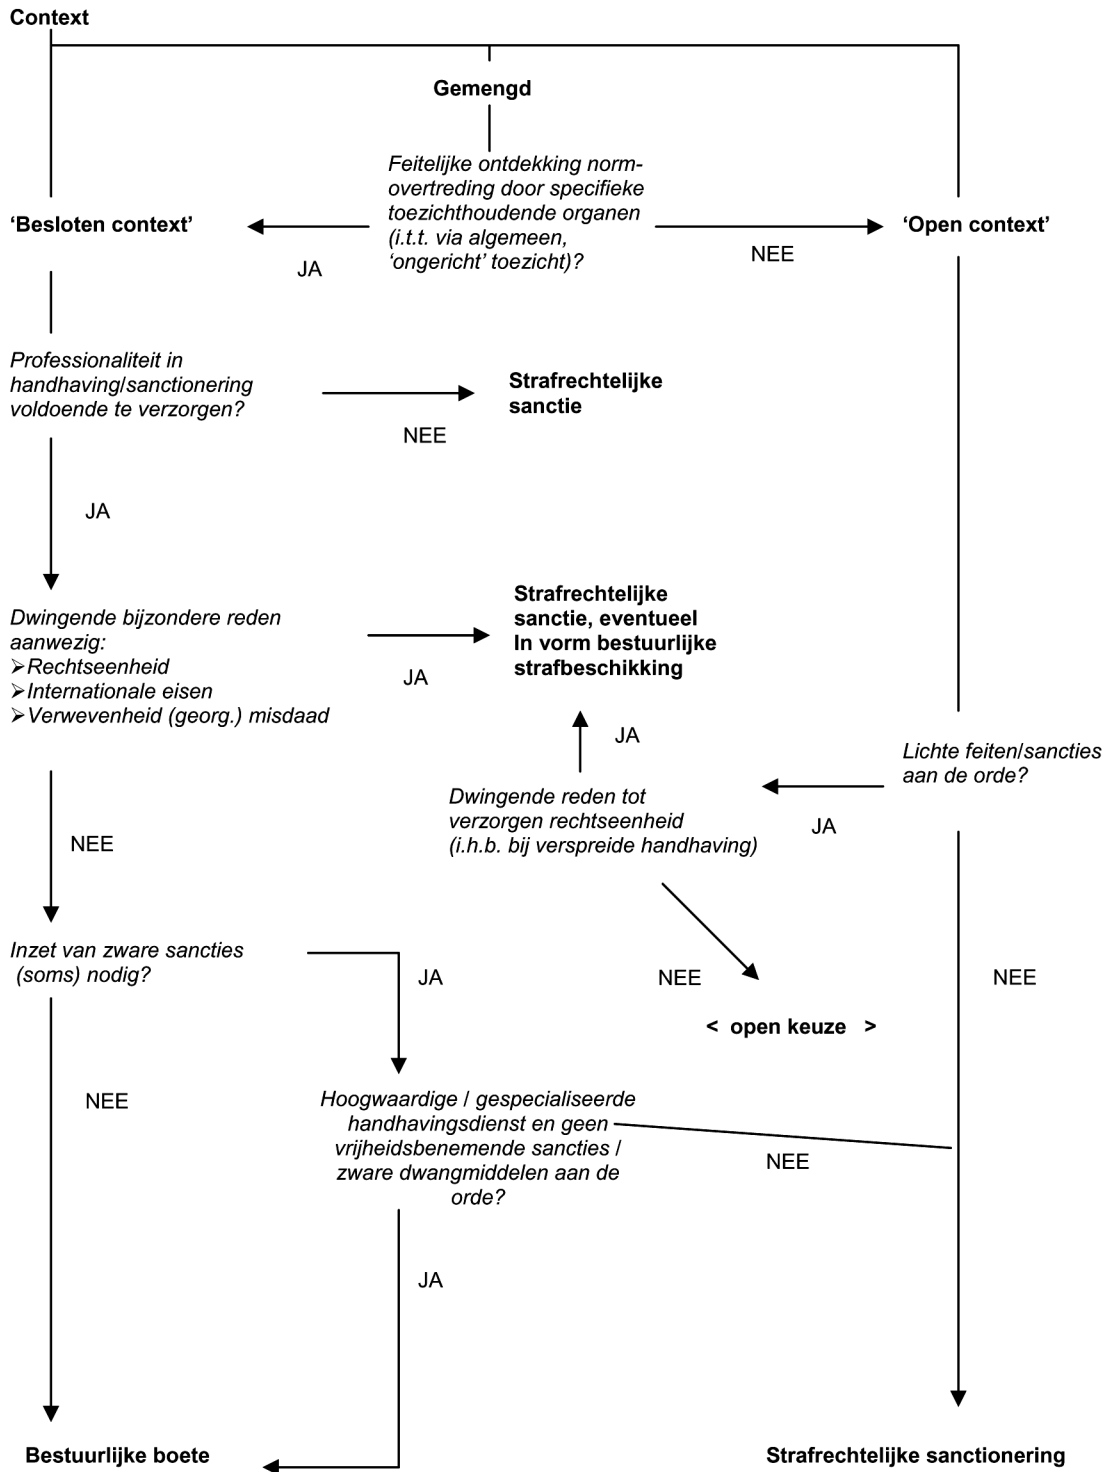 Context
Gemengd
Feitelijke ontdekking norm-
overtreding door specifieke
toezichthoudende organen
(i.t.t. via algemeen,
‘ongericht’ toezicht)?
‘Besloten context’
‘Open context’
JA
NEE
Professionaliteit in
handhaving/sanctionering
voldoende te verzorgen?
Strafrechtelijke
sanctie
NEE
JA
Dwingende bijzondere reden
aanwezig:
➢Rechtseenheid
➢Internationale eisen
➢Verwevenheid (georg.) misdaad
JA
Strafrechtelijke
sanctie, eventueel
In vorm bestuurlijke
strafbeschikking
JA
Lichte feiten/sancties
aan de orde?
JA
Dwingende reden tot
verzorgen rechtseenheid
(i.h.b. bij verspreide handhaving)
NEE
Inzet van zware sancties
(soms) nodig?
JA
NEE
NEE
< open keuze >
NEE
Hoogwaardige / gespecialiseerde
handhavingsdienst en geen
vrijheidsbenemende sancties /
zware dwangmiddelen aan de
orde?
NEE
JA
Bestuurlijke boete
Strafrechtelijke sanctionering